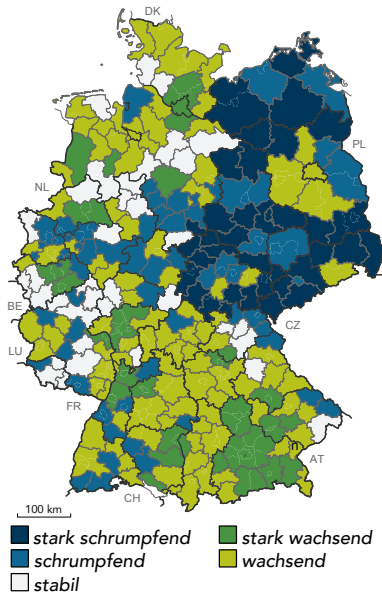 DK
PL
NL
BE
LU
CZ
FR
n
AT
CH
100 km
stark schrumpfend
stark wachsend
schrumpfend
wachsend
stabil